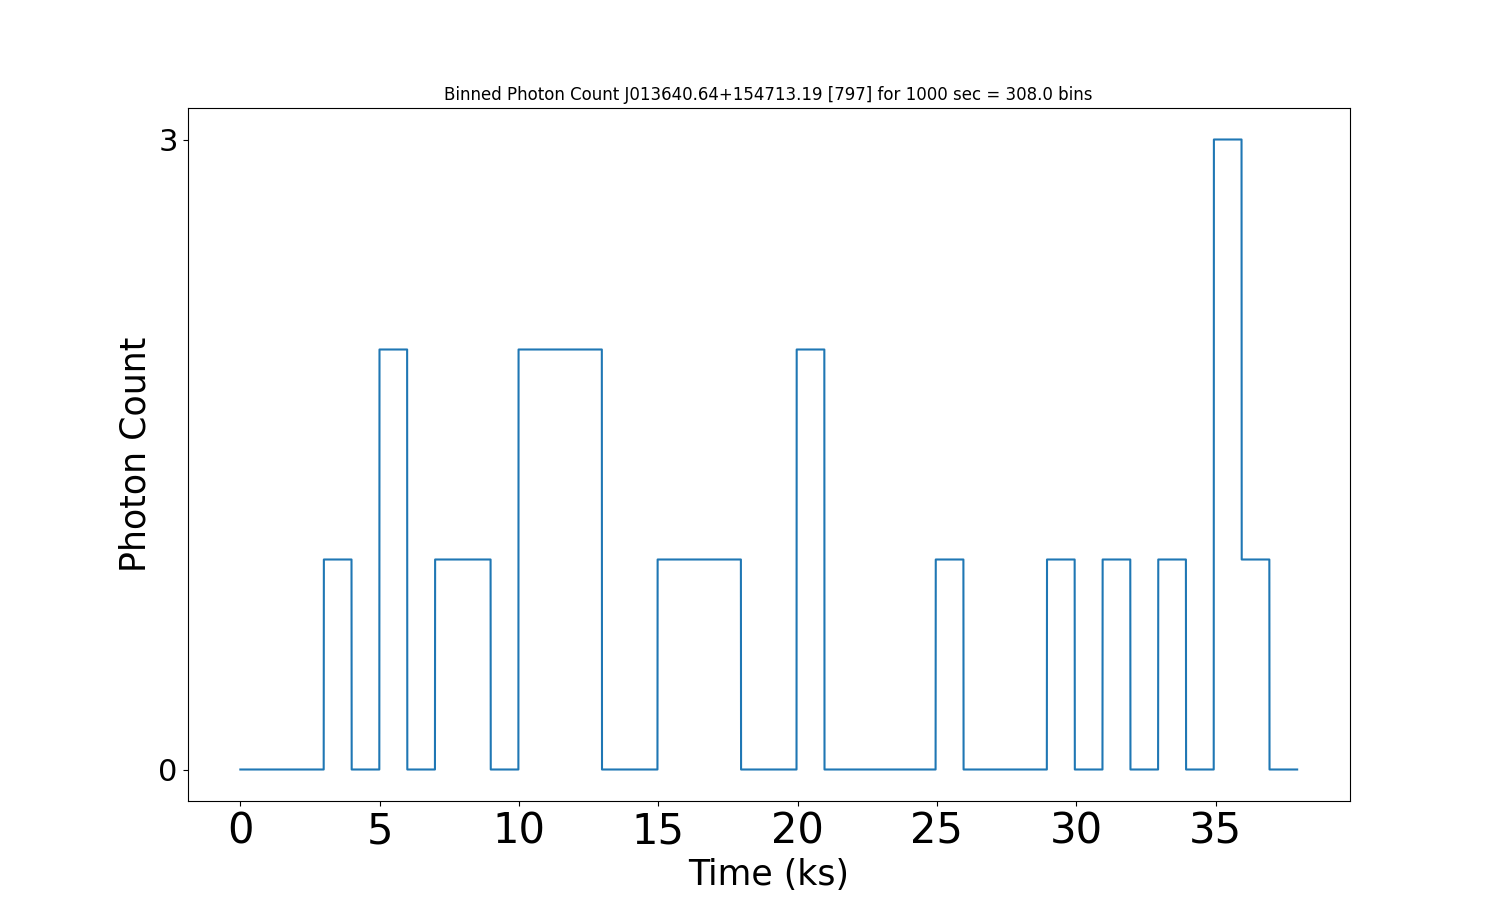 Binned Photon Count J013640.64+154713.19 [797] for 1000 sec = 308.0 bins
3
Photon Count
0
0 5 10 15 20 25 30 35
Time (ks)